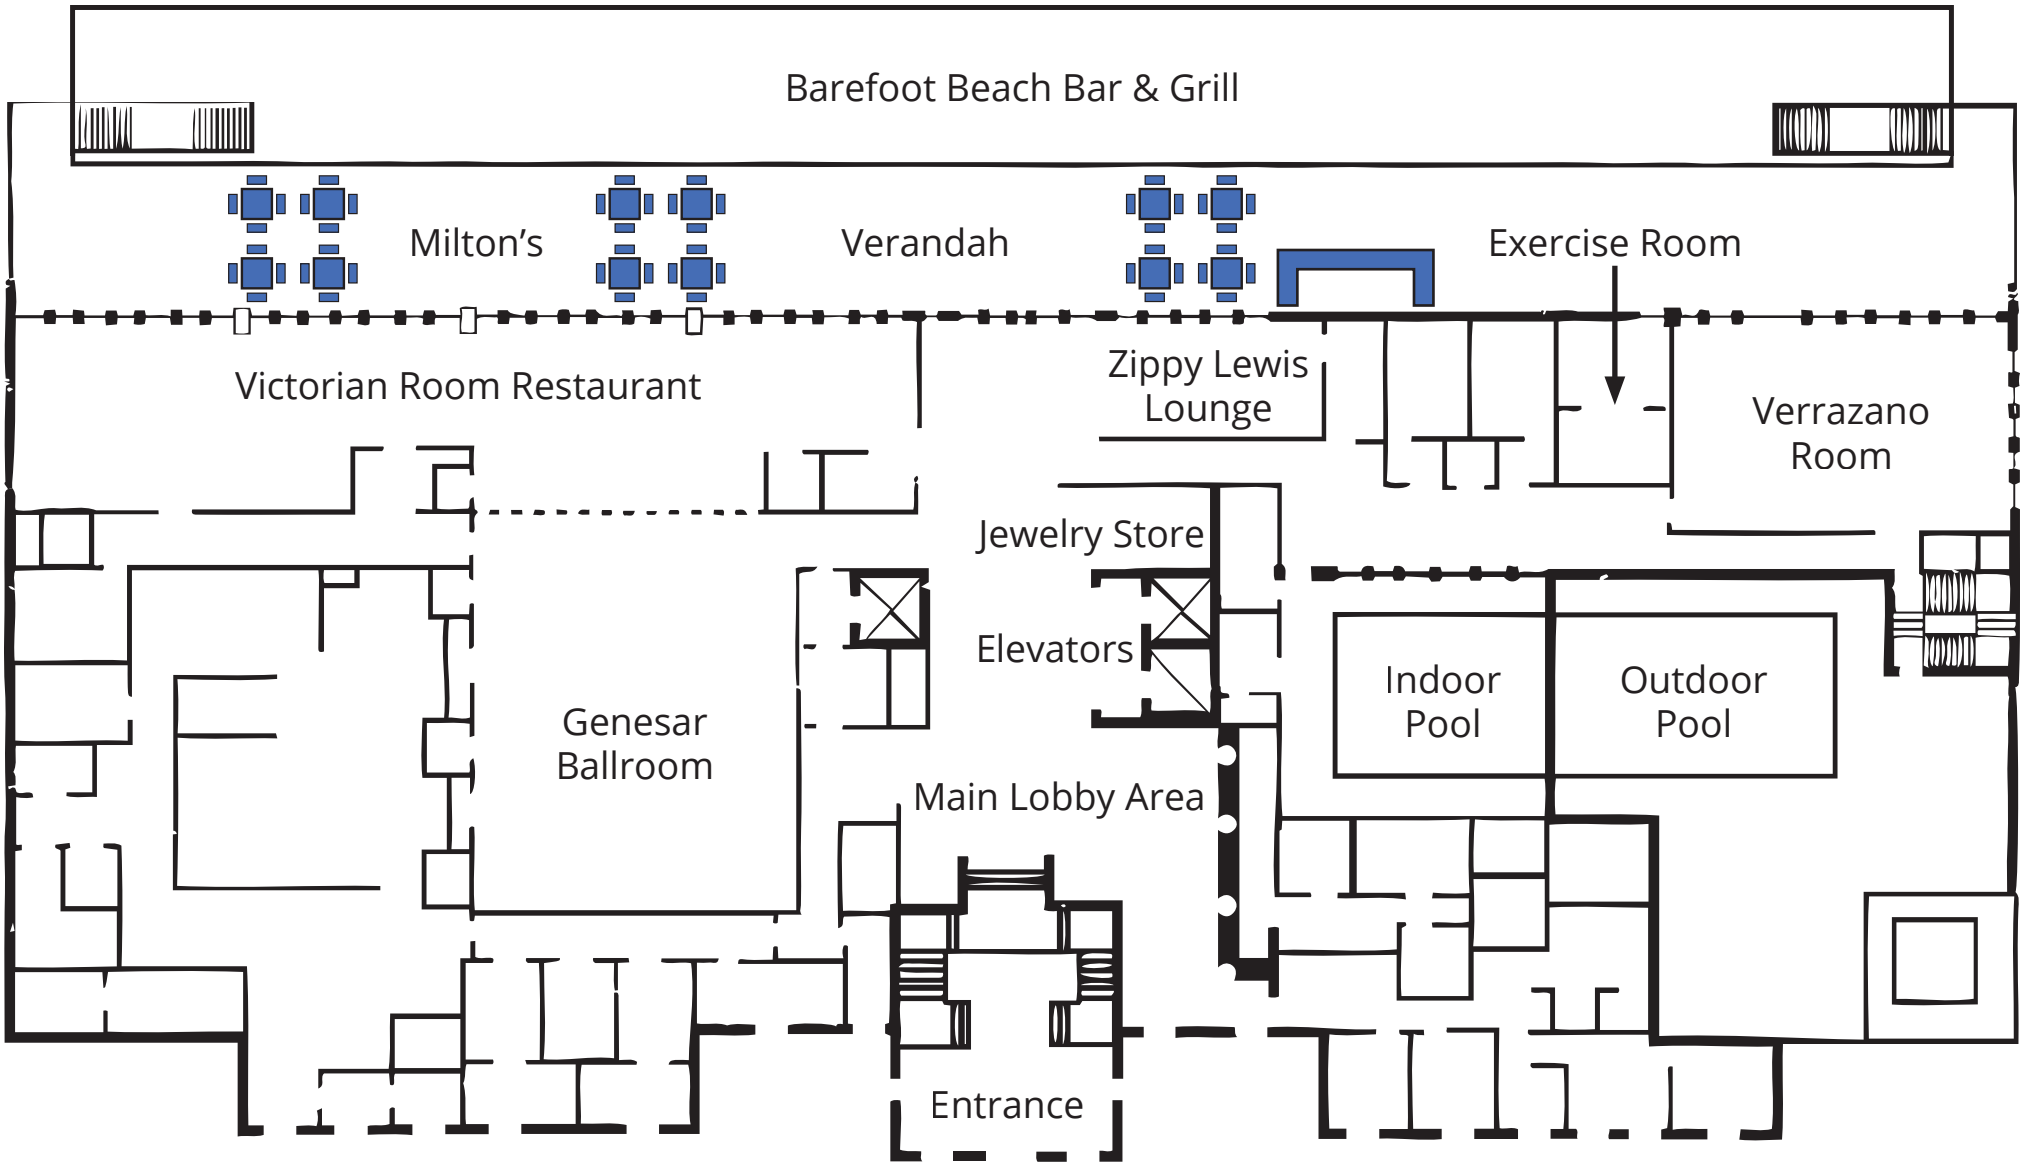 Barefoot Beach Bar & Grill
Milton’s
Verandah
Exercise Room
Victorian Room Restaurant
Zippy Lewis
Lounge
Verrazano
Room
Jewelry Store
Elevators
Indoor
Pool
Outdoor
Pool
Genesar
Ballroom
Main Lobby Area
Entrance